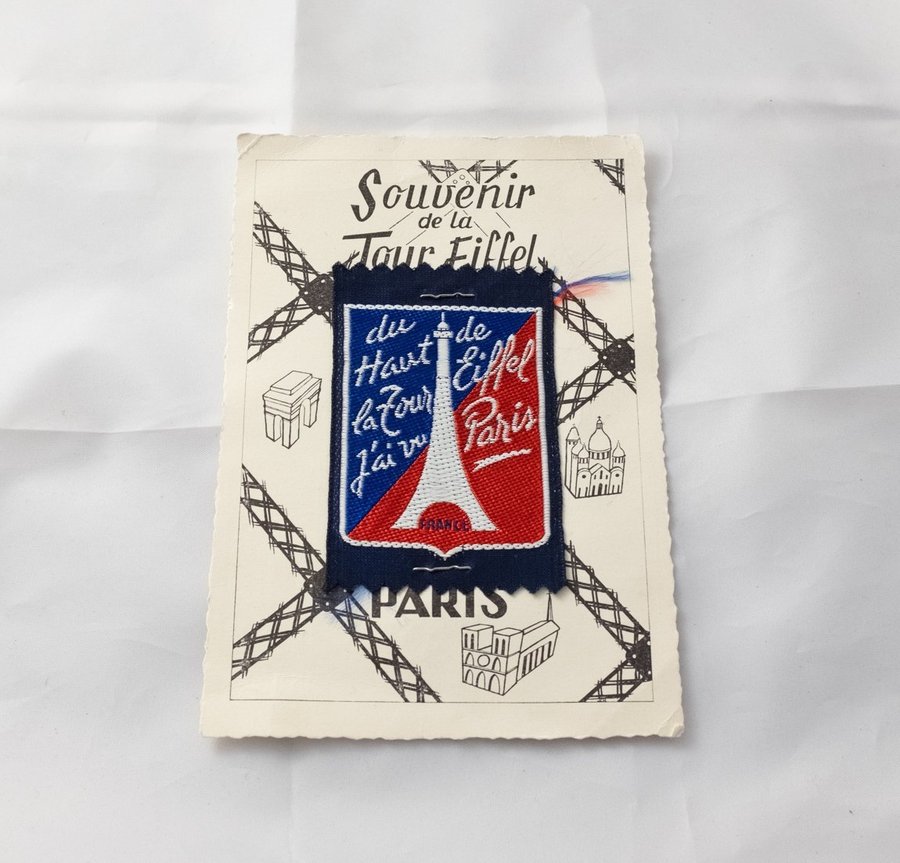 Souvenir
de la
Tour Eiffel
du de
Haut Eiffel
la Tour Paris
J'ai vu
FRANCE
PARIS